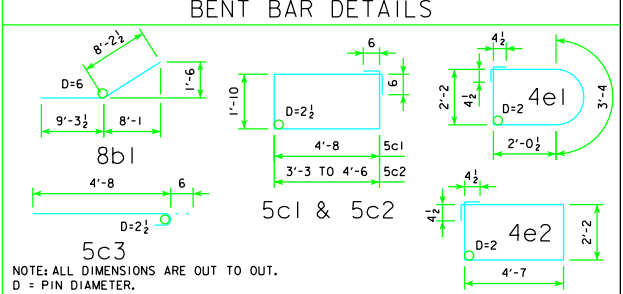 BENT BAR DETAILS
8'-2½
D=6
1'-6
9'-3½
8'-1
8b1
4'-8
6
D=2½
5c3
6
6
1'-10
D=2½
4'-8
5c1
3'-3 TO 4'-6
5c2
5c1 & 5c2
4½
2'-2
4½
4e1
D=2
3'-4
2'-0½
4½
4½
D=2
4e2
2'-2
4'-7
NOTE: ALL DIMENSIONS ARE OUT TO OUT.
D = PIN DIAMETER.